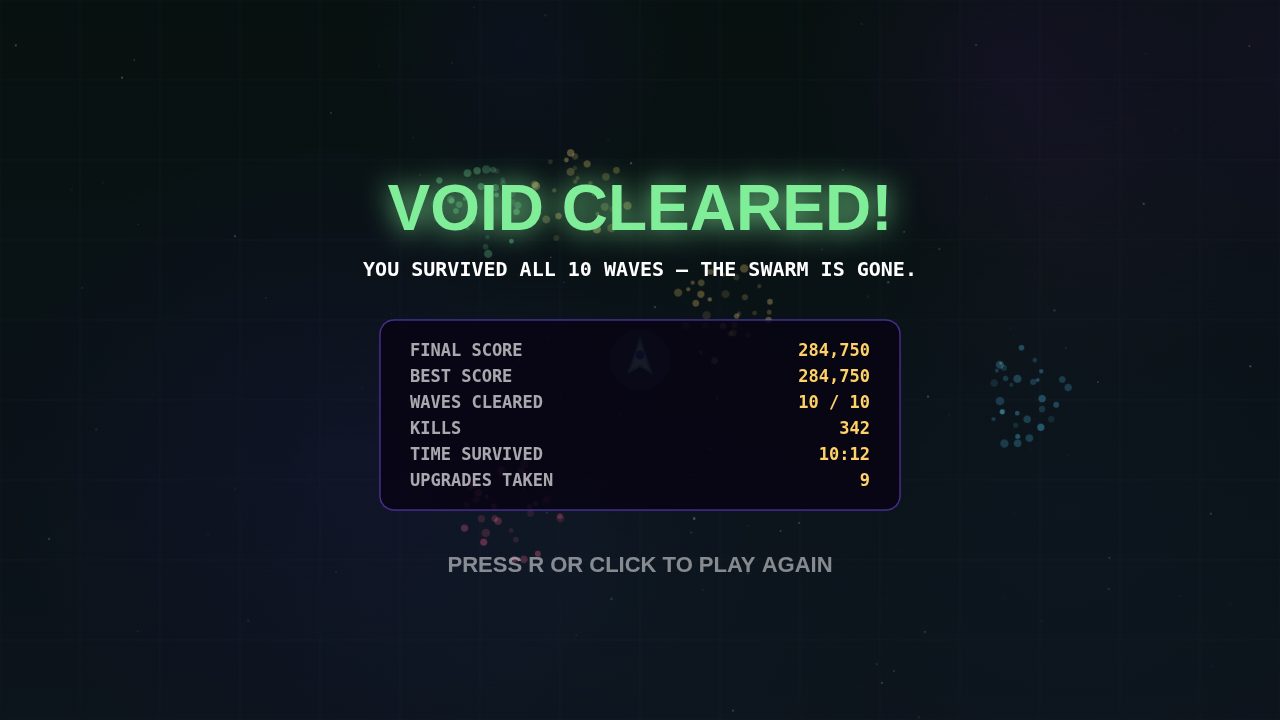 VOID CLEARED!
YOU SURVIVED ALL 10 WAVES — THE SWARM IS GONE.
FINAL SCORE 284,750
BEST SCORE 284,750
WAVES CLEARED 10 / 10
KILLS 342
TIME SURVIVED 10:12
UPGRADES TAKEN 9
PRESS R OR CLICK TO PLAY AGAIN